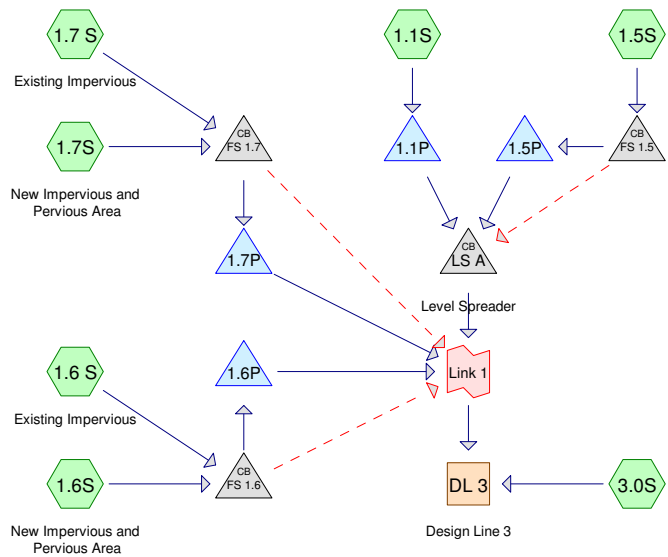 1.7 S
1.1S
1.5S
Existing Impervious
CB
FS 1.7
1.7S
1.1P
1.5P
CB
FS 1.5
New Impervious and
Pervious Area
1.7P
CB
LS A
Level Spreader
1.6 S
1.6P
Link 1
Existing Impervious
CB
FS 1.6
1.6S
DL 3
3.0S
New Impervious and
Pervious Area
Design Line 3